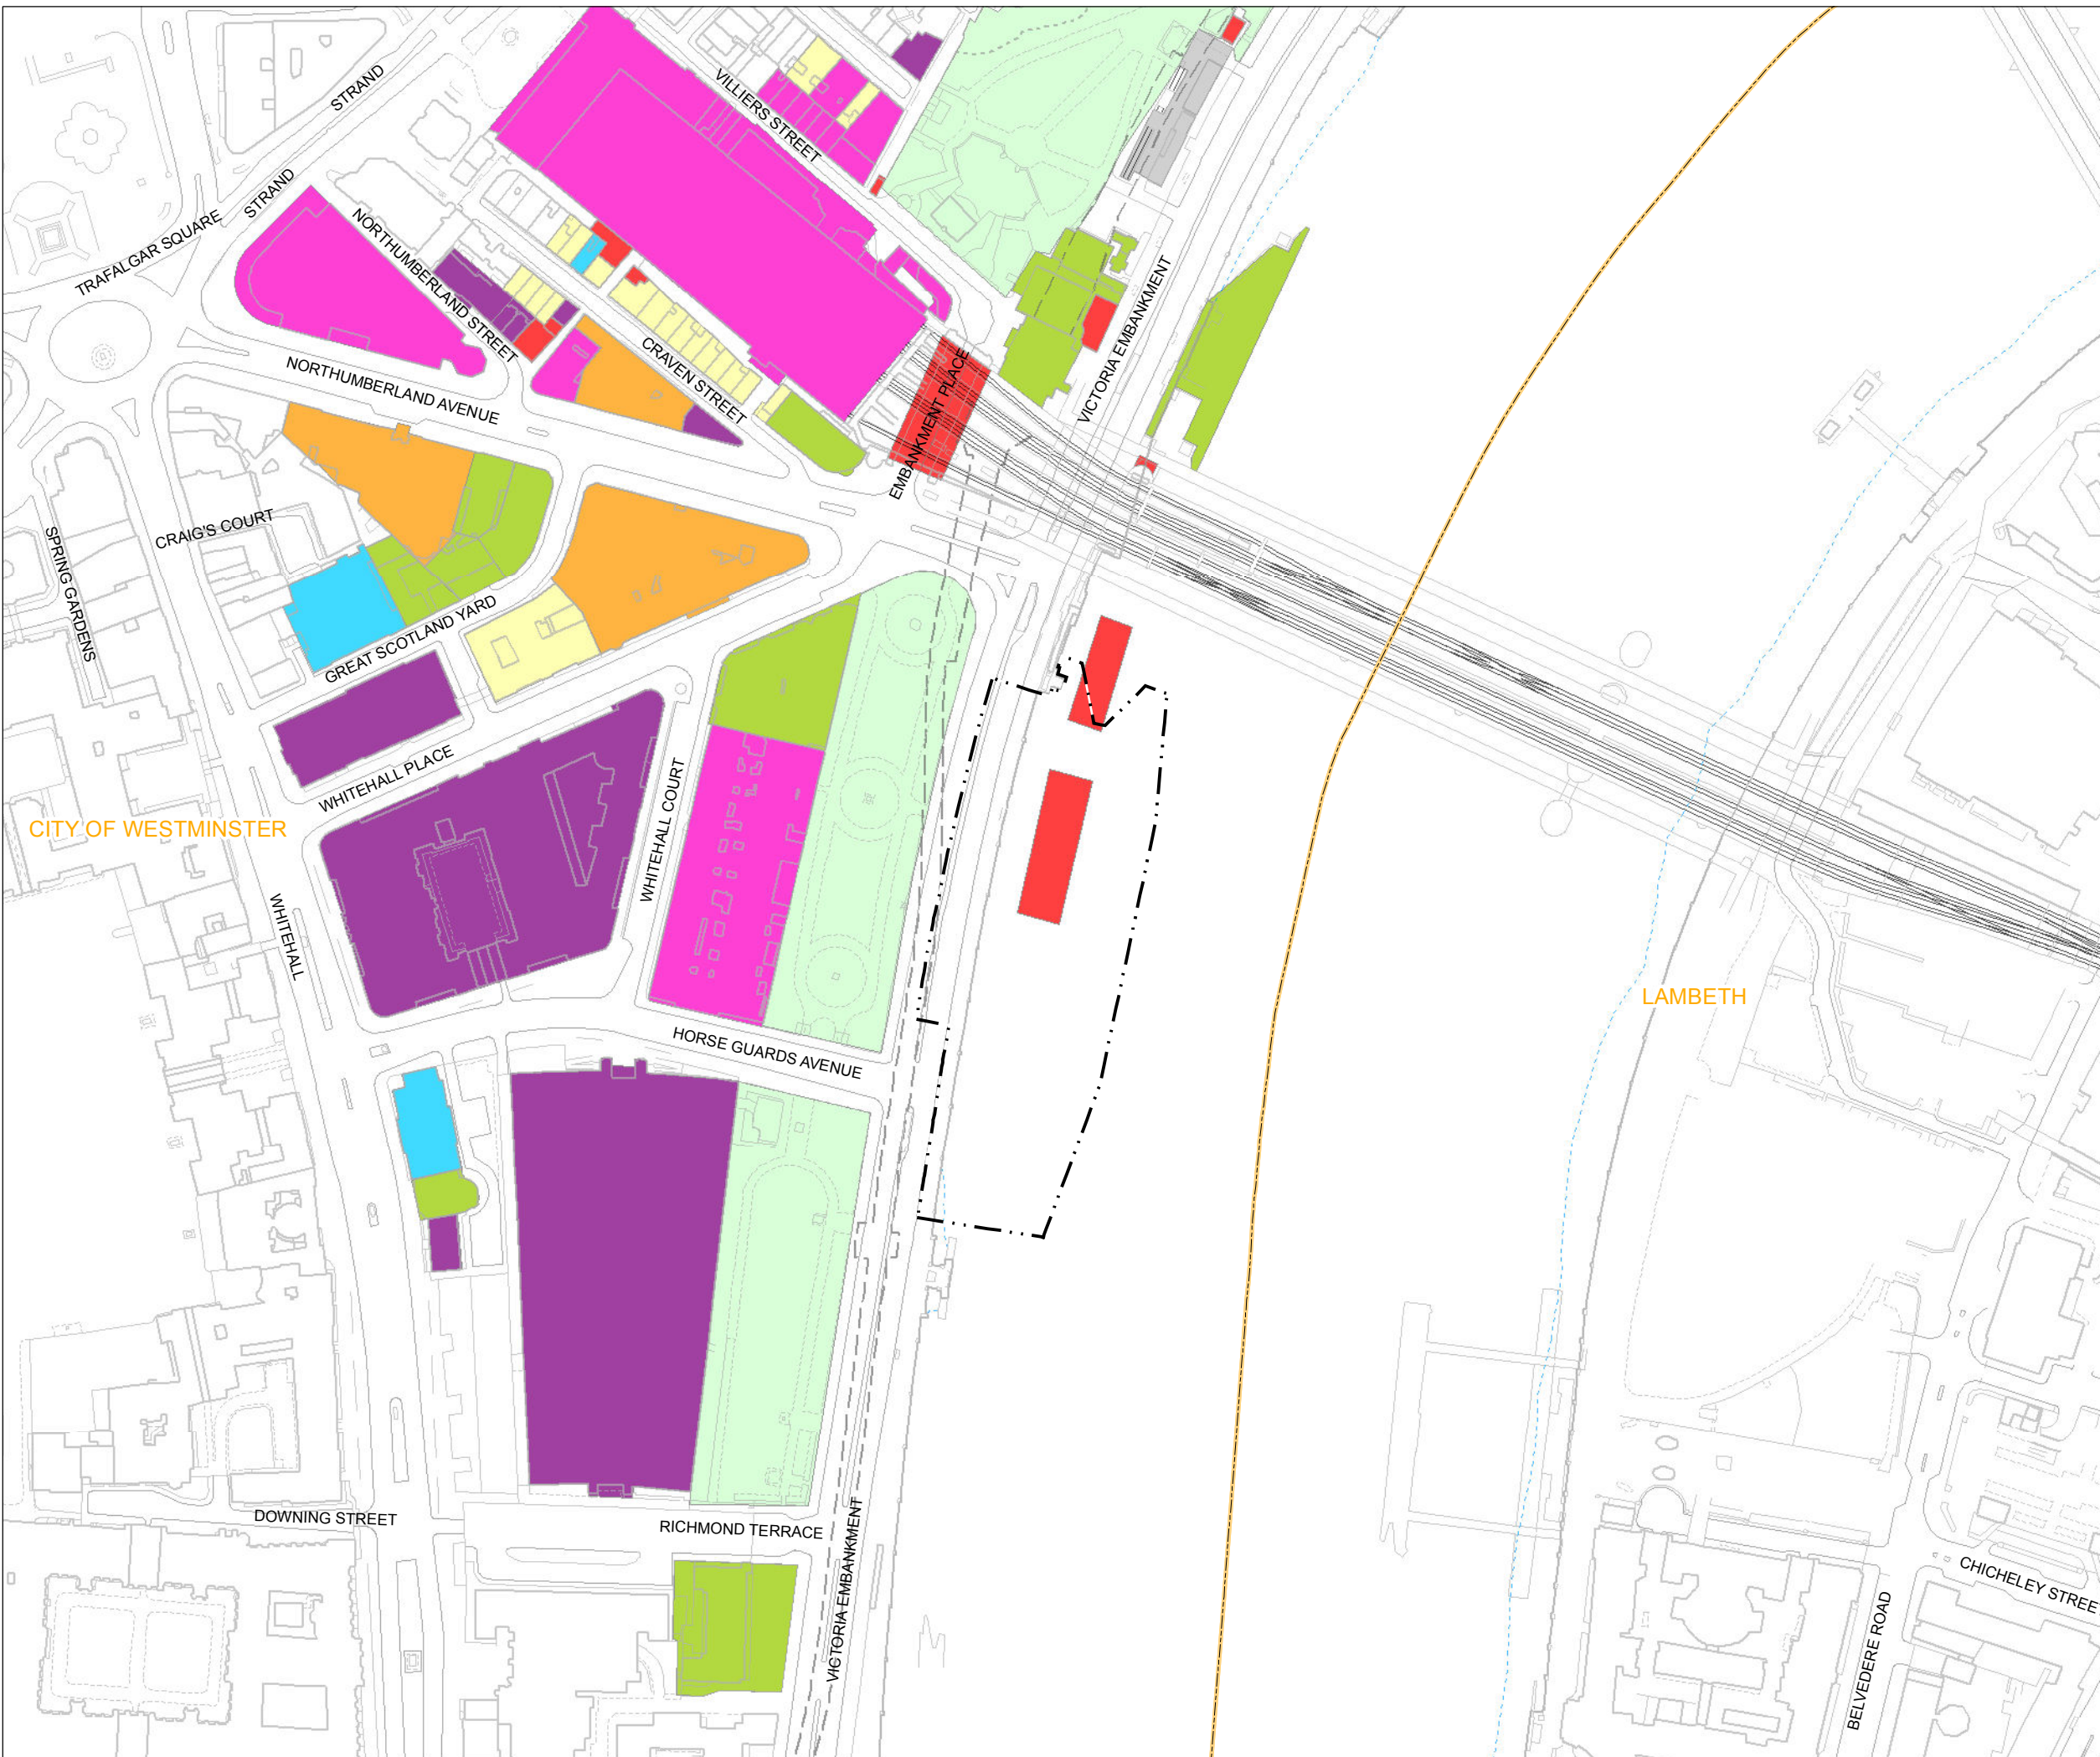 STRAND
VILLIERS STREET
STRAND
TRAFALGAR SQUARE
NORTHUMBERLAND STREET
VICTORIA EMBANKMENT
CRAVEN STREET
NORTHUMBERLAND AVENUE
EMBANKMENT PLACE
CRAIG'S COURT
SPRING GARDENS
GREAT SCOTLAND YARD
WHITEHALL PLACE
WHITEHALL COURT
CITY OF WESTMINSTER
WHITEHALL
LAMBETH
HORSE GUARDS AVENUE
DOWNING STREET
RICHMOND TERRACE
VICTORIA EMBANKMENT
CHICHELEY STREE
BELVEDERE ROAD